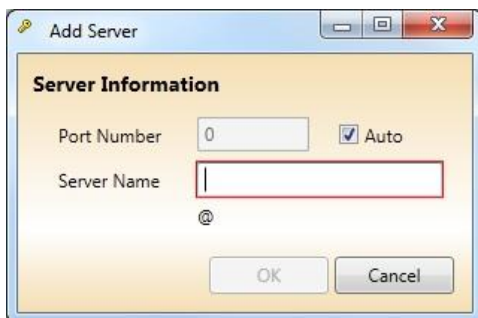 Add Server
Server Information
Port Number 0 Auto
Server Name
@
OK Cancel